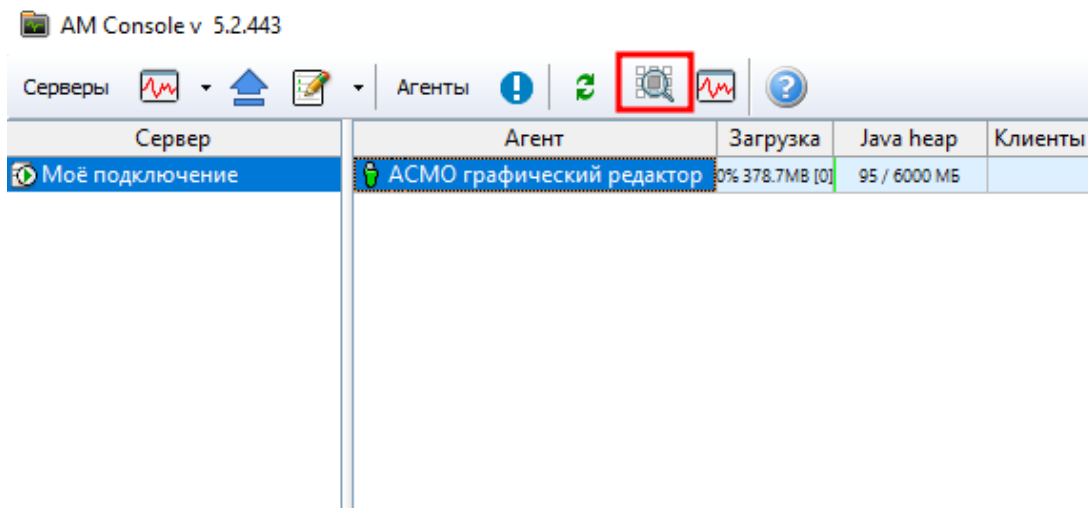 AM Console v 5.2.443
Серверы Агенты
Сервер Агент Загрузка Java heap Клиенты
Моё подключение АСМО графический редактор 0% 378.7MB [0] 95 / 6000 МБ